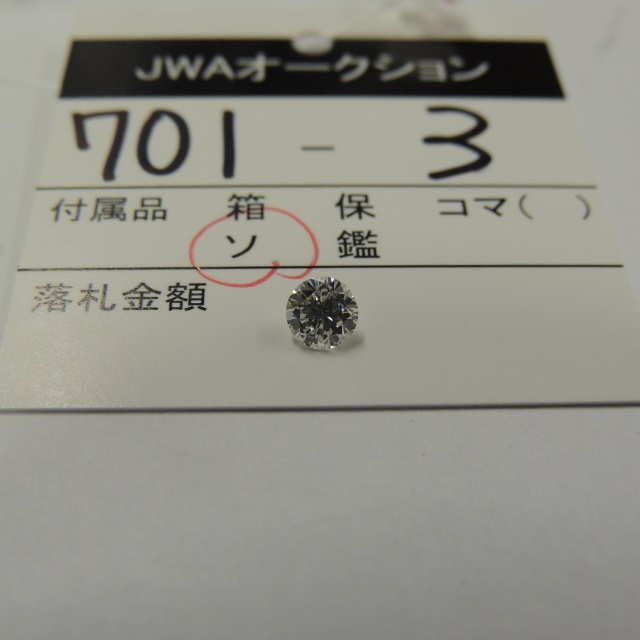 JWAオークション
701 - 3
付属品 箱 保 コマ( )
ソ 鑑
落札金額